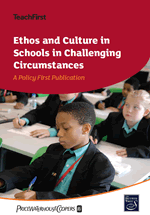 TeachFirst
Ethos and Culture in
Schools in Challenging
Circumstances
A Policy First Publication
PRICEWATERHOUSECOOPERS